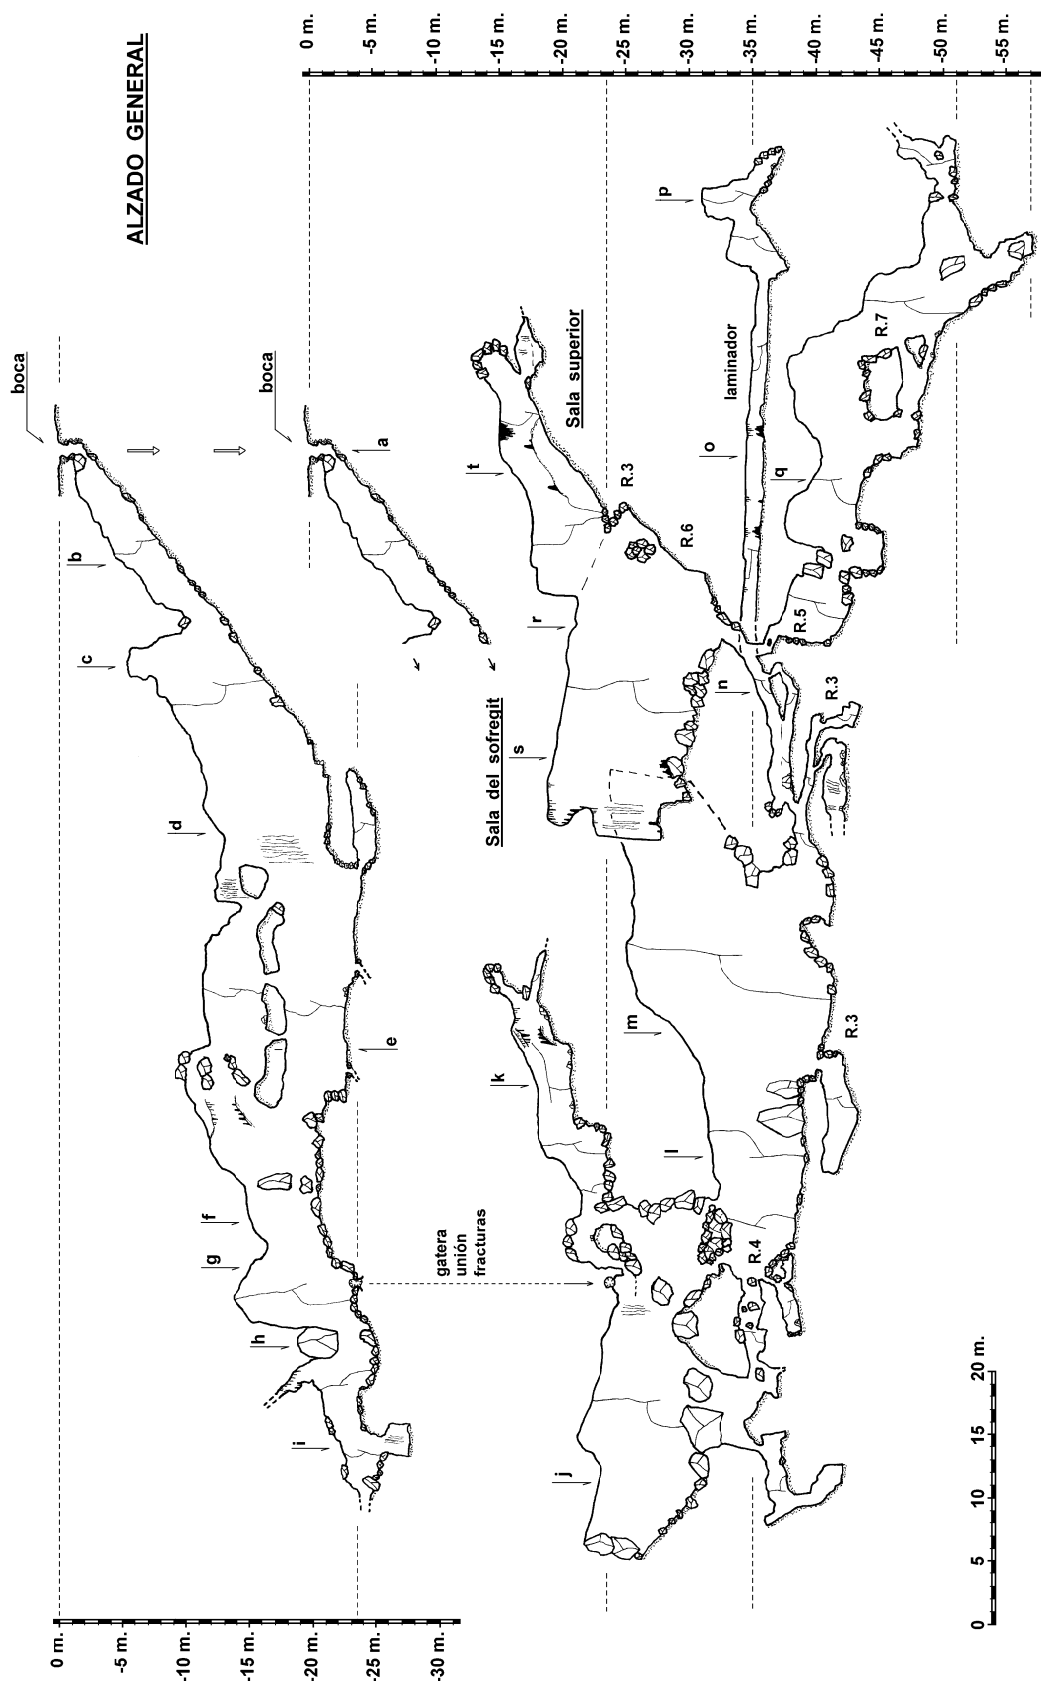 ALZADO GENERAL
boca
boca
0 m.
-5 m.
-10 m.
-15 m.
-20 m.
-25 m.
-30 m.
-35 m.
-40 m.
-45 m.
-50 m.
-55 m.
a
b
c
d
e
f
g
h
i
gatera
unión
fracturas
Sala superior
Sala del sofregit
laminador
p
o
q
t
r
s
n
m
l
k
j
R.3
R.6
R.7
R.5
R.3
R.3
R.4
0 m.
-5 m.
-10 m.
-15 m.
-20 m.
-25 m.
-30 m.
0
5
10
15
20 m.